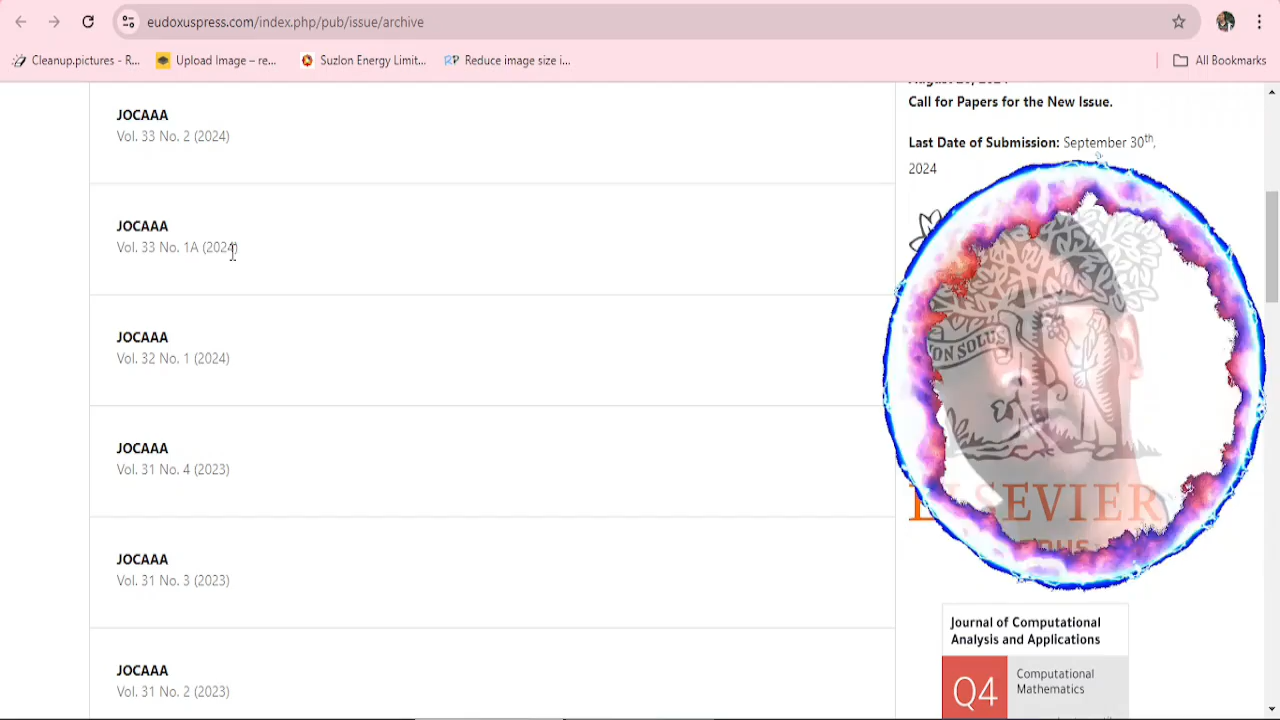 eudoxuspress.com/index.php/pub/issue/archive
Cleanup.pictures - R...
Upload Image – re...
Suzlon Energy Limit...
RP Reduce image size i...
All Bookmarks
JOCAAA
Vol. 33 No. 2 (2024)
JOCAAA
Vol. 33 No. 1A (2024)
JOCAAA
Vol. 32 No. 1 (2024)
JOCAAA
Vol. 31 No. 4 (2023)
JOCAAA
Vol. 31 No. 3 (2023)
JOCAAA
Vol. 31 No. 2 (2023)
Call for Papers for the New Issue.
Last Date of Submission: September 30th,
2024
NON SOLUS
ELSEVIER
Journal of Computational
Analysis and Applications
Q4
Computational
Mathematics